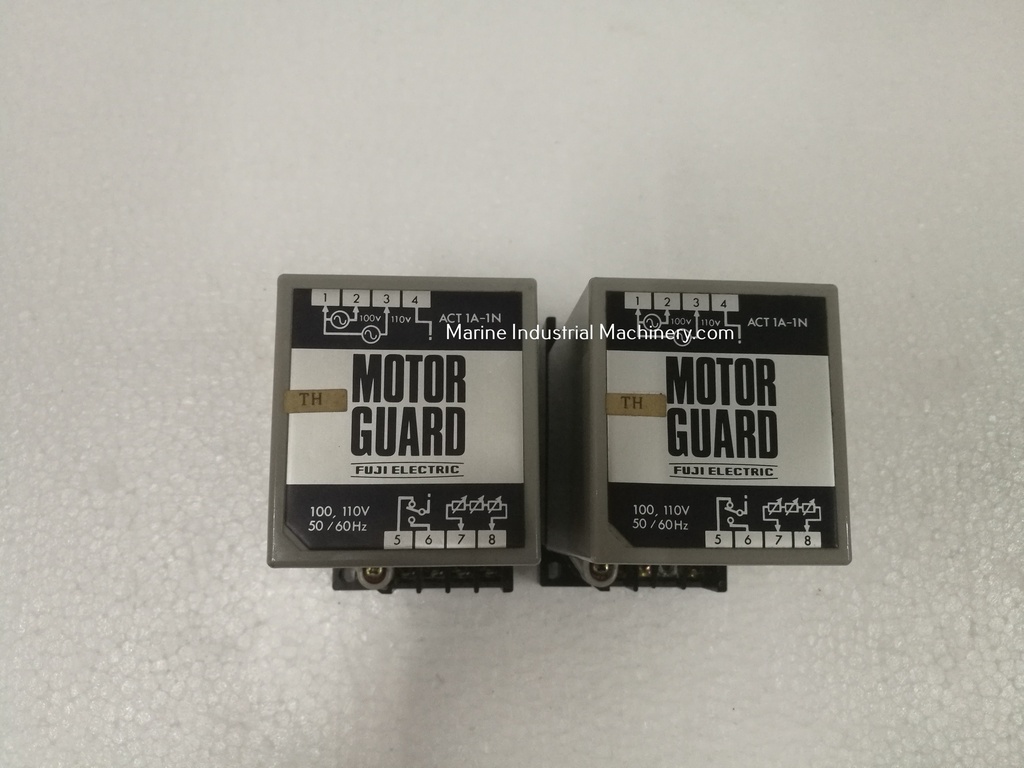 1 2 3 4
100V 110V
ACT 1A-1N
MOTOR
GUARD
FUJI ELECTRIC
TH
100, 110V
50/60Hz
5 6 7 8
Marine Industrial Machinery.com
1 2 3 4
100V 110V
ACT 1A-1N
MOTOR
GUARD
FUJI ELECTRIC
TH
100, 110V
50/60Hz
5 6 7 8